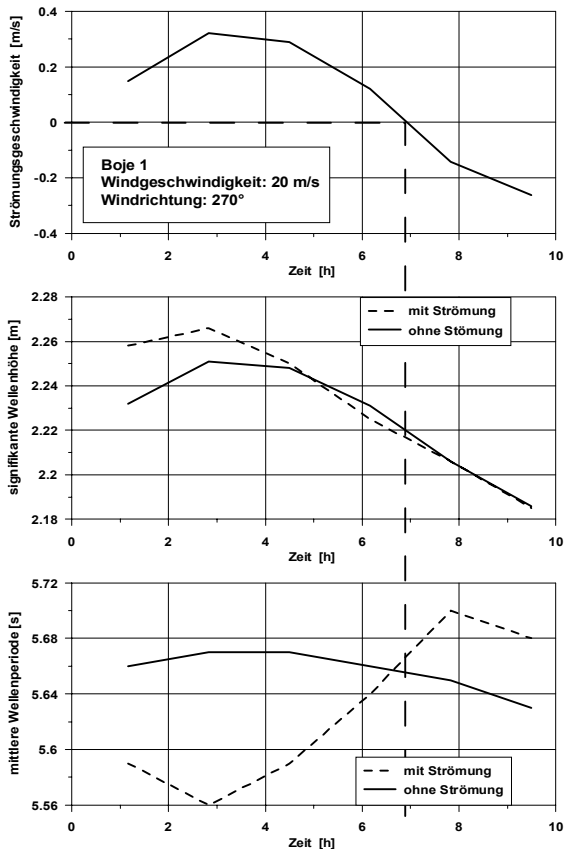 Strömungsgeschwindigkeit [m/s]
0.4
0.2
0
-0.2
-0.4
Boje 1
Windgeschwindigkeit: 20 m/s
Windrichtung: 270°
0 2 4 6 8 10
Zeit [h]
signifikante Wellenhöhe [m]
2.28
2.26
2.24
2.22
2.2
2.18
mit Strömung
ohne Stömung
0 2 4 6 8 10
Zeit [h]
mittlere Wellenperiode [s]
5.72
5.68
5.64
5.6
5.56
mit Strömung
ohne Strömung
0 2 4 6 8 10
Zeit [h]